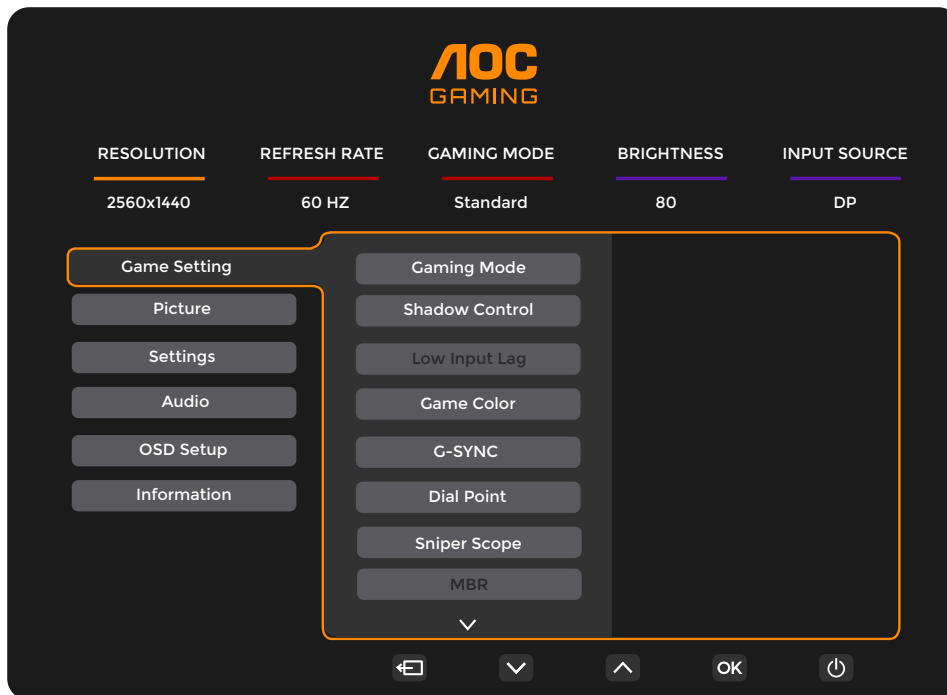 AOC
GAMING
RESOLUTION REFRESH RATE GAMING MODE BRIGHTNESS INPUT SOURCE
2560x1440 60 HZ Standard 80 DP
Game Setting
Picture
Settings
Audio
OSD Setup
Information
Gaming Mode
Shadow Control
Low Input Lag
Game Color
G-SYNC
Dial Point
Sniper Scope
MBR
OK